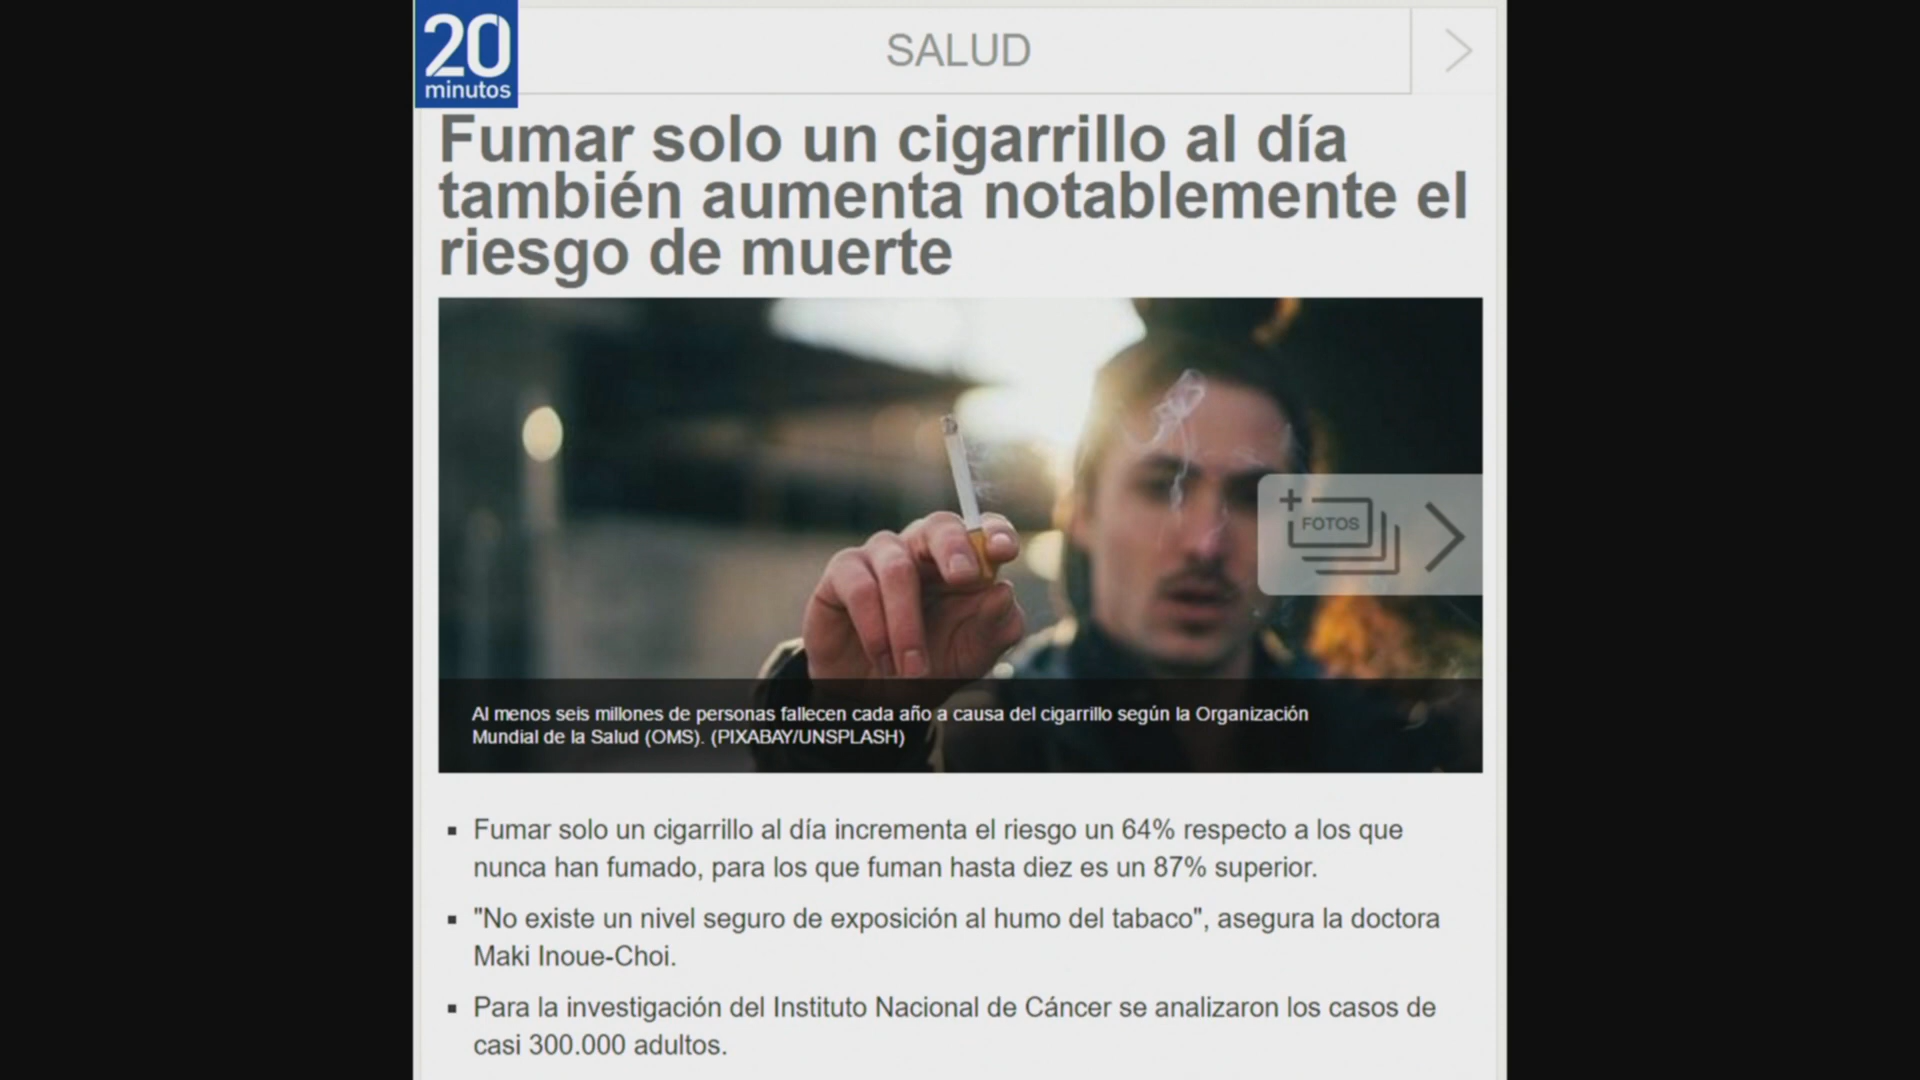 20
minutos
SALUD
Fumar solo un cigarrillo al día
también aumenta notablemente el
riesgo de muerte
FOTOS
Al menos seis millones de personas fallecen cada año a causa del cigarrillo según la Organización
Mundial de la Salud (OMS). (PIXABAY/UNSPLASH)
▪ Fumar solo un cigarrillo al día incrementa el riesgo un 64% respecto a los que
nunca han fumado, para los que fuman hasta diez es un 87% superior.
▪ "No existe un nivel seguro de exposición al humo del tabaco", asegura la doctora
Maki Inoue-Choi.
▪ Para la investigación del Instituto Nacional de Cáncer se analizaron los casos de
casi 300.000 adultos.